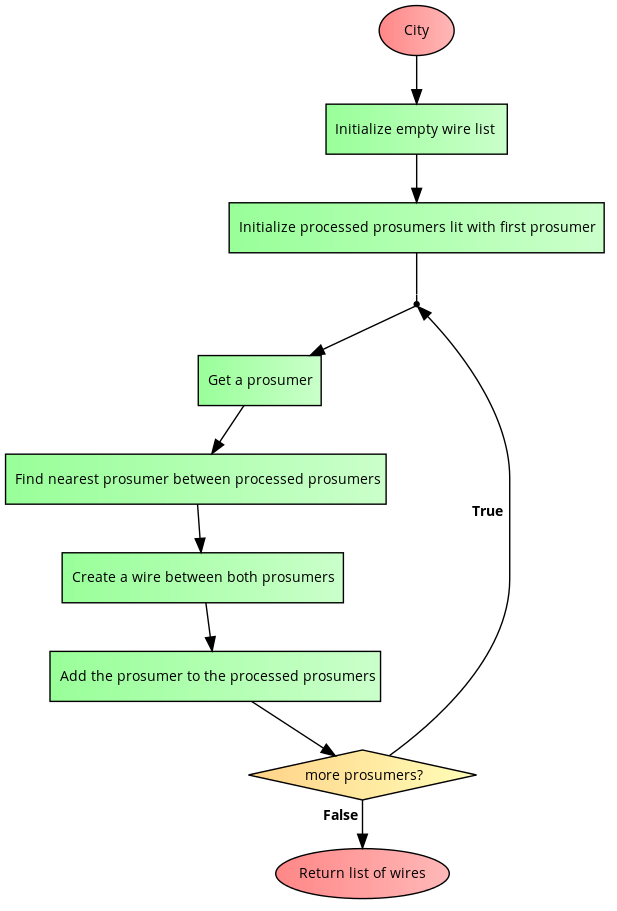 City
Initialize empty wire list
Initialize processed prosumers lit with first prosumer
Get a prosumer
Find nearest prosumer between processed prosumers
True
Create a wire between both prosumers
Add the prosumer to the processed prosumers
more prosumers?
False
Return list of wires